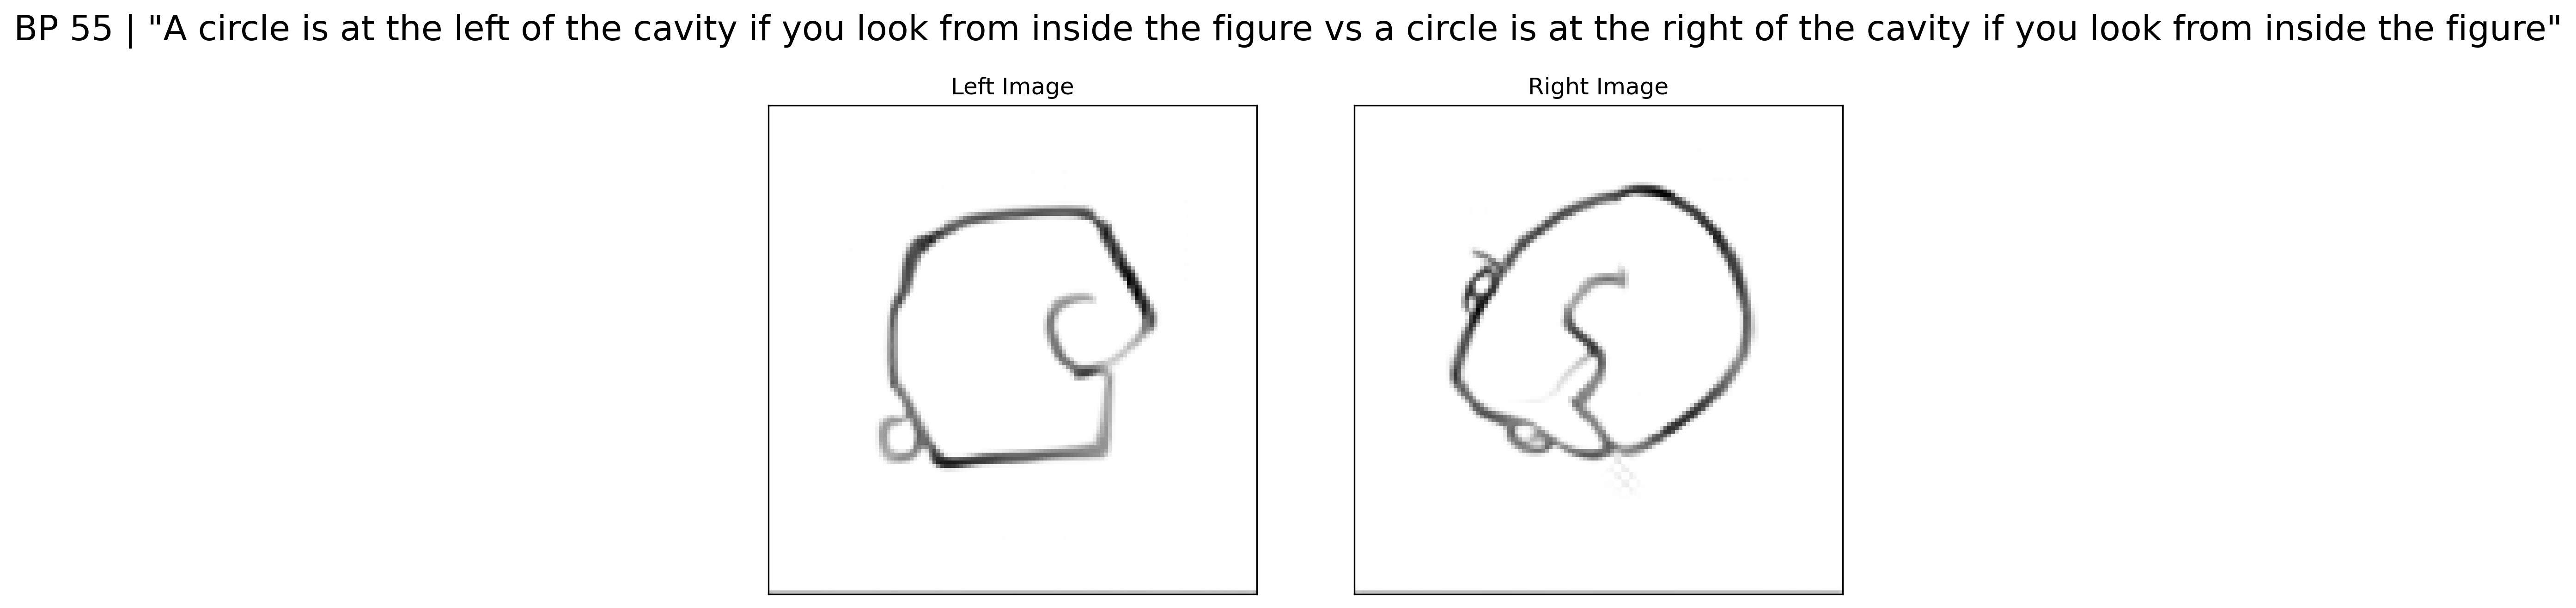 BP 55 | "A circle is at the left of the cavity if you look from inside the figure vs a circle is at the right of the cavity if you look from inside the figure"
Left Image
Right Image